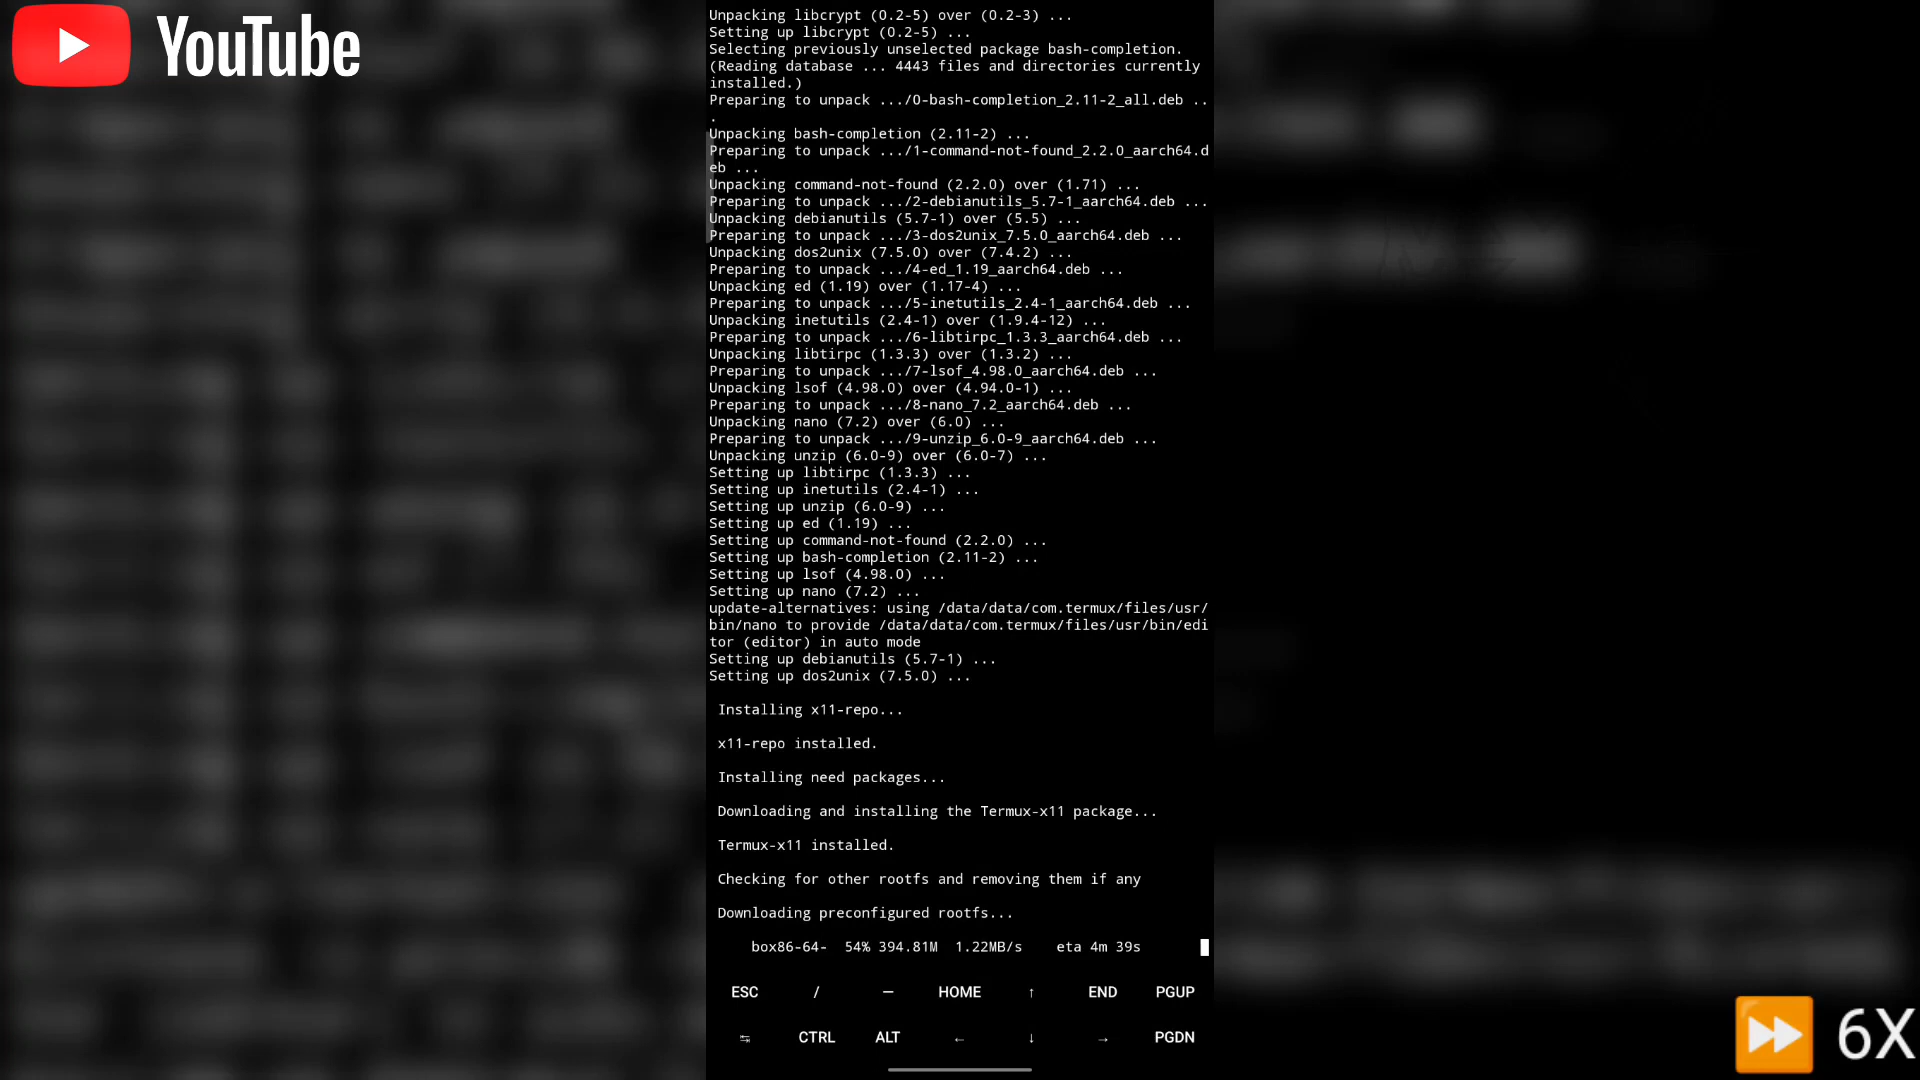 YouTube
Unpacking libcrypt (0.2-5) over (0.2-3) ...
Setting up libcrypt (0.2-5) ...
Selecting previously unselected package bash-completion.
(Reading database ... 4443 files and directories currently
installed.)
Preparing to unpack .../0-bash-completion_2.11-2_all.deb ..
.
Unpacking bash-completion (2.11-2) ...
Preparing to unpack .../1-command-not-found_2.2.0_aarch64.d
eb ...
Unpacking command-not-found (2.2.0) over (1.71) ...
Preparing to unpack .../2-debianutils_5.7-1_aarch64.deb ...
Unpacking debianutils (5.7-1) over (5.5) ...
Preparing to unpack .../3-dos2unix_7.5.0_aarch64.deb ...
Unpacking dos2unix (7.5.0) over (7.4.2) ...
Preparing to unpack .../4-ed_1.19_aarch64.deb ...
Unpacking ed (1.19) over (1.17-4) ...
Preparing to unpack .../5-inetutils_2.4-1_aarch64.deb ...
Unpacking inetutils (2.4-1) over (1.9.4-12) ...
Preparing to unpack .../6-libtirpc_1.3.3_aarch64.deb ...
Unpacking libtirpc (1.3.3) over (1.3.2) ...
Preparing to unpack .../7-lsof_4.98.0_aarch64.deb ...
Unpacking lsof (4.98.0) over (4.94.0-1) ...
Preparing to unpack .../8-nano_7.2_aarch64.deb ...
Unpacking nano (7.2) over (6.0) ...
Preparing to unpack .../9-unzip_6.0-9_aarch64.deb ...
Unpacking unzip (6.0-9) over (6.0-7) ...
Setting up libtirpc (1.3.3) ...
Setting up inetutils (2.4-1) ...
Setting up unzip (6.0-9) ...
Setting up ed (1.19) ...
Setting up command-not-found (2.2.0) ...
Setting up bash-completion (2.11-2) ...
Setting up lsof (4.98.0) ...
Setting up nano (7.2) ...
update-alternatives: using /data/data/com.termux/files/usr/
bin/nano to provide /data/data/com.termux/files/usr/bin/edi
tor (editor) in auto mode
Setting up debianutils (5.7-1) ...
Setting up dos2unix (7.5.0) ...
Installing x11-repo...
x11-repo installed.
Installing need packages...
Downloading and installing the Termux-x11 package...
Termux-x11 installed.
Checking for other rootfs and removing them if any
Downloading preconfigured rootfs...
box86-64- 54% 394.81M 1.22MB/s eta 4m 39s
ESC / — HOME ↑ END PGUP
↹ CTRL ALT ← ↓ → PGDN
6X